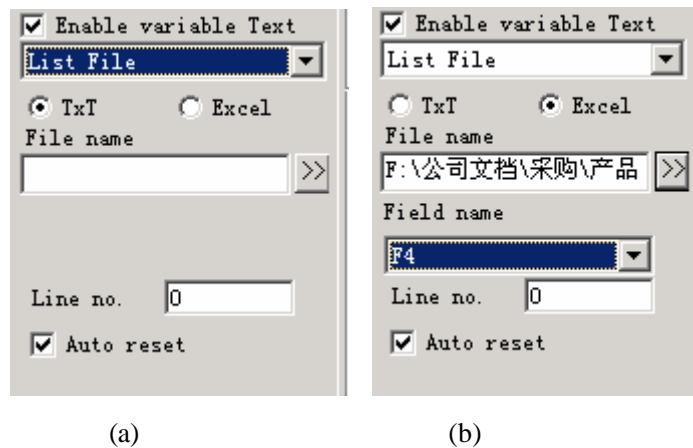 Enable variable Text
List File
TxT
Excel
File name
>>
Line no.
0
Auto reset
(a)
Enable variable Text
List File
TxT
Excel
File name
F:\公司文档\采购\产品
>>
Field name
F4
Line no.
0
Auto reset
(b)